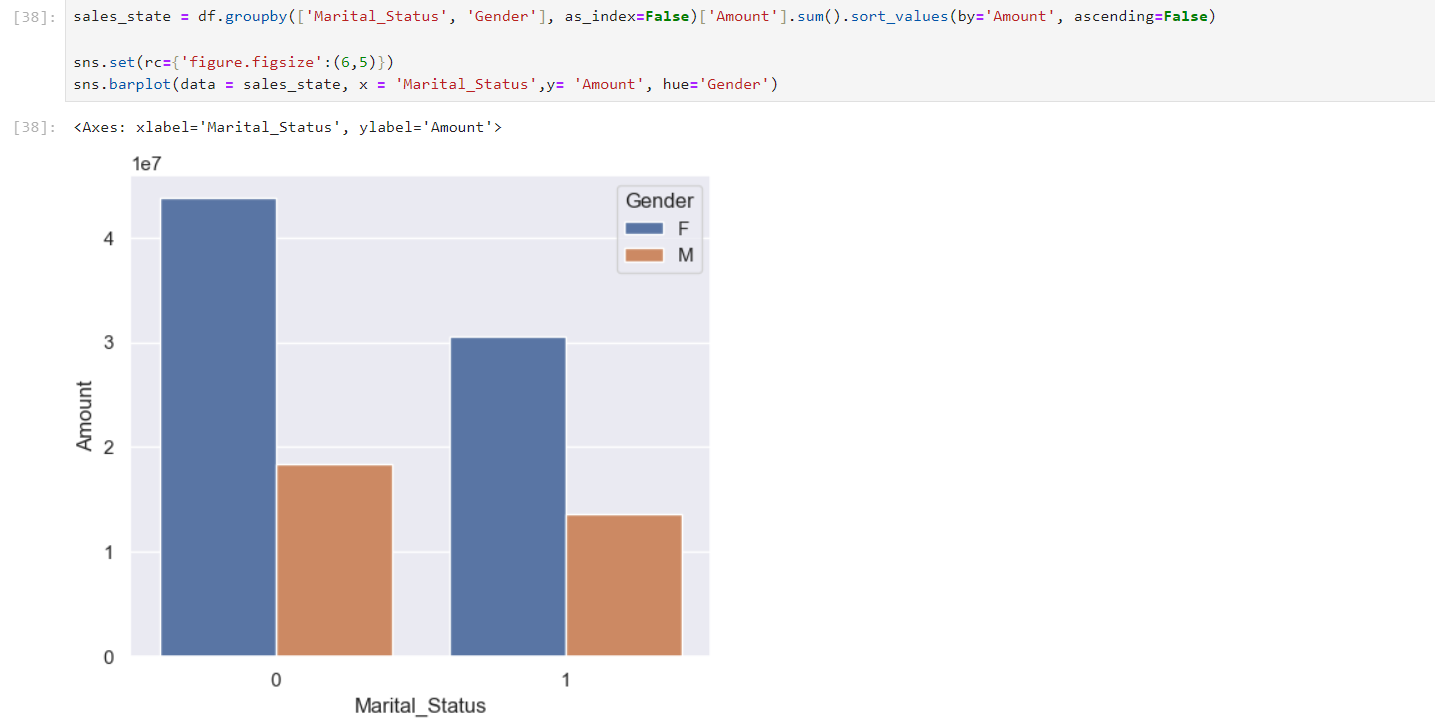 [38]: sales_state = df.groupby(['Marital_Status', 'Gender'], as_index=False)['Amount'].sum().sort_values(by='Amount', ascending=False)
sns.set(rc={'figure.figsize':(6,5)})
sns.barplot(data = sales_state, x = 'Marital_Status',y= 'Amount', hue='Gender')
[38]: <Axes: xlabel='Marital_Status', ylabel='Amount'>
1e7
Gender
F
M
4
3
2
1
0
Amount
0 1
Marital_Status